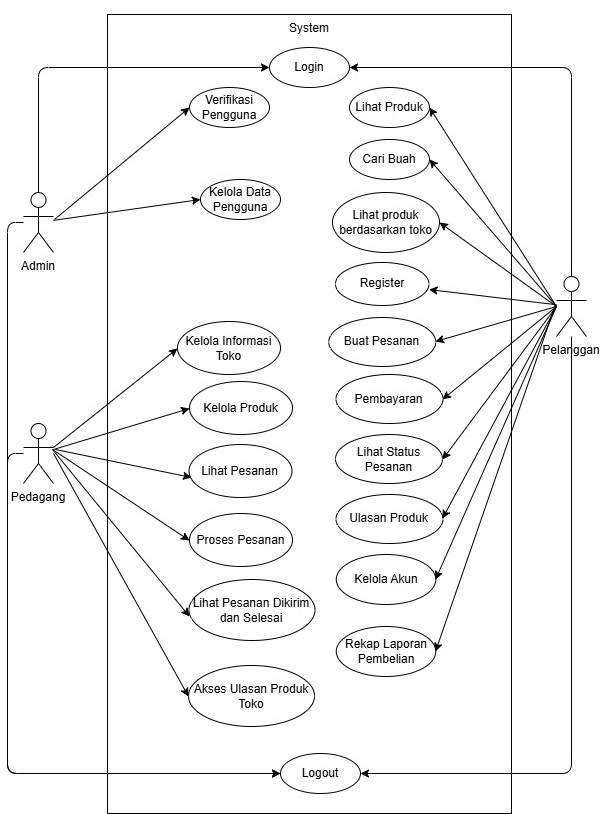 System
Login
Verifikasi
Pengguna
Lihat Produk
Cari Buah
Kelola Data
Pengguna
Lihat produk
berdasarkan toko
Admin
Register
Kelola Informasi
Toko
Buat Pesanan
Pelanggan
Kelola Produk
Pembayaran
Lihat Pesanan
Lihat Status
Pesanan
Pedagang
Ulasan Produk
Proses Pesanan
Kelola Akun
Lihat Pesanan Dikirim
dan Selesai
Rekap Laporan
Pembelian
Akses Ulasan Produk
Toko
Logout